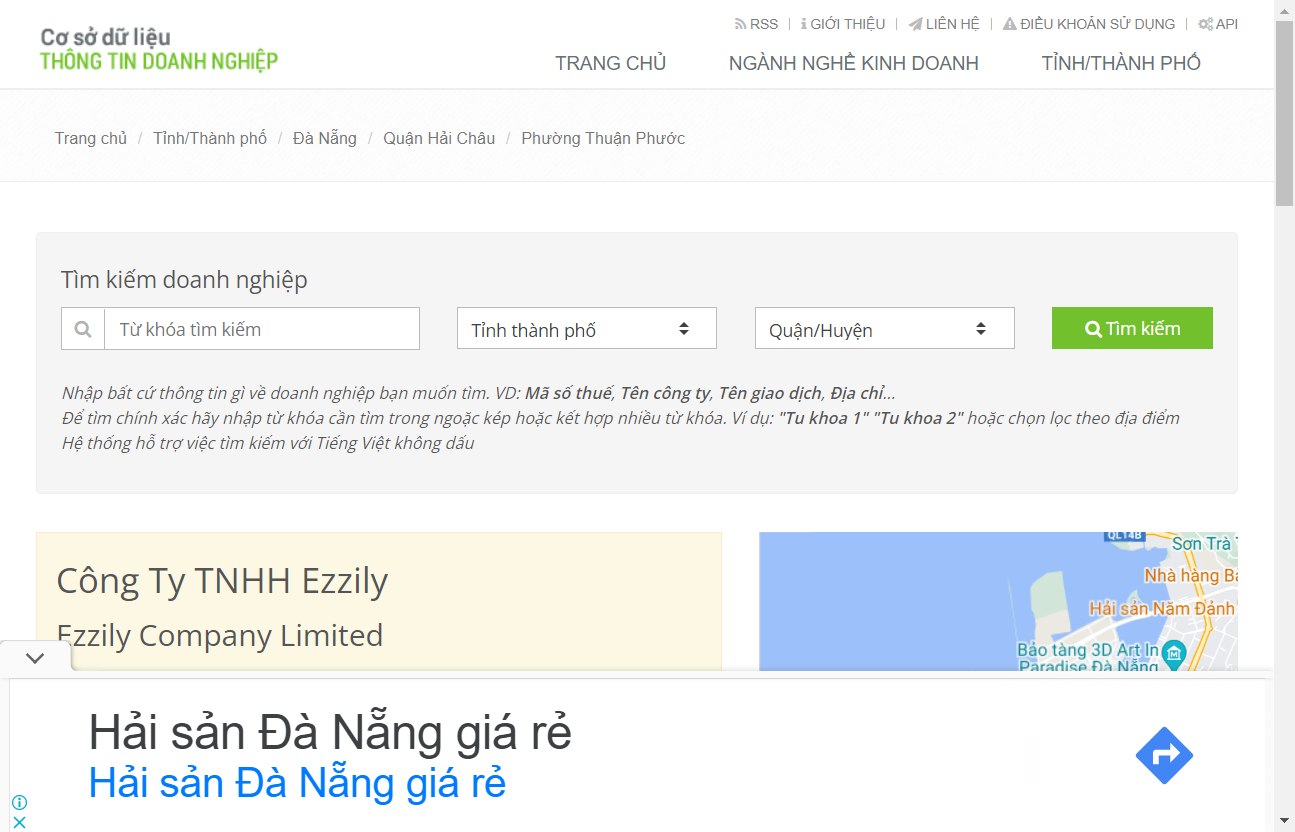 Cơ sở dữ liệu
THÔNG TIN DOANH NGHIỆP
RSS GIỚI THIỆU LIÊN HỆ ĐIỀU KHOẢN SỬ DỤNG API
TRANG CHỦ NGÀNH NGHỀ KINH DOANH TỈNH/THÀNH PHỐ
Trang chủ / Tỉnh/Thành phố / Đà Nẵng / Quận Hải Châu / Phường Thuận Phước
Tìm kiếm doanh nghiệp
Từ khóa tìm kiếm Tỉnh thành phố Quận/Huyện Tìm kiếm
Nhập bất cứ thông tin gì về doanh nghiệp bạn muốn tìm. VD: Mã số thuế, Tên công ty, Tên giao dịch, Địa chỉ...
Để tìm chính xác hãy nhập từ khóa cần tìm trong ngoặc kép hoặc kết hợp nhiều từ khóa. Ví dụ: "Tu khoa 1" "Tu khoa 2" hoặc chọn lọc theo địa điểm
Hệ thống hỗ trợ việc tìm kiếm với Tiếng Việt không dấu
Công Ty TNHH Ezzily
Ezzily Company Limited
QL14B
Sơn Trà
Nhà hàng
Hải sản Năm Đảnh
Bảo tàng 3D Art In
Paradise Đà Nẵng
Hải sản Đà Nẵng giá rẻ
Hải sản Đà Nẵng giá rẻ